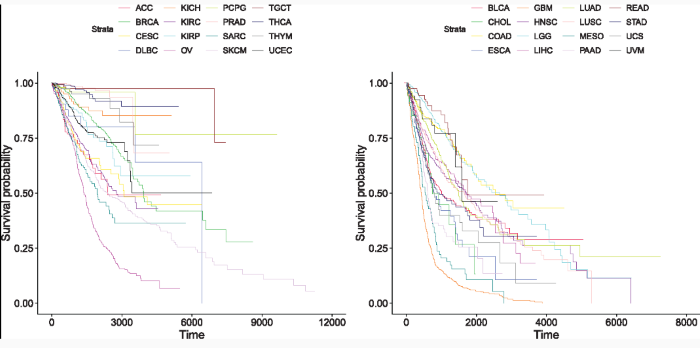 ACC KICH PCPG TGCT
BRCA KIRC PRAD THCA
Strata
CESC KIRP SARC THYM
DLBC OV SKCM UCEC
1.00
0.75
0.50
0.25
0.00
Survival probability
0 3000 6000 9000 12000
Time
BLCA GBM LUAD READ
CHOL HNSC LUSC STAD
Strata
COAD LGG MESO UCS
ESCA LIHC PAAD UVM
1.00
0.75
0.50
0.25
0.00
Survival probability
0 2000 4000 6000 8000
Time